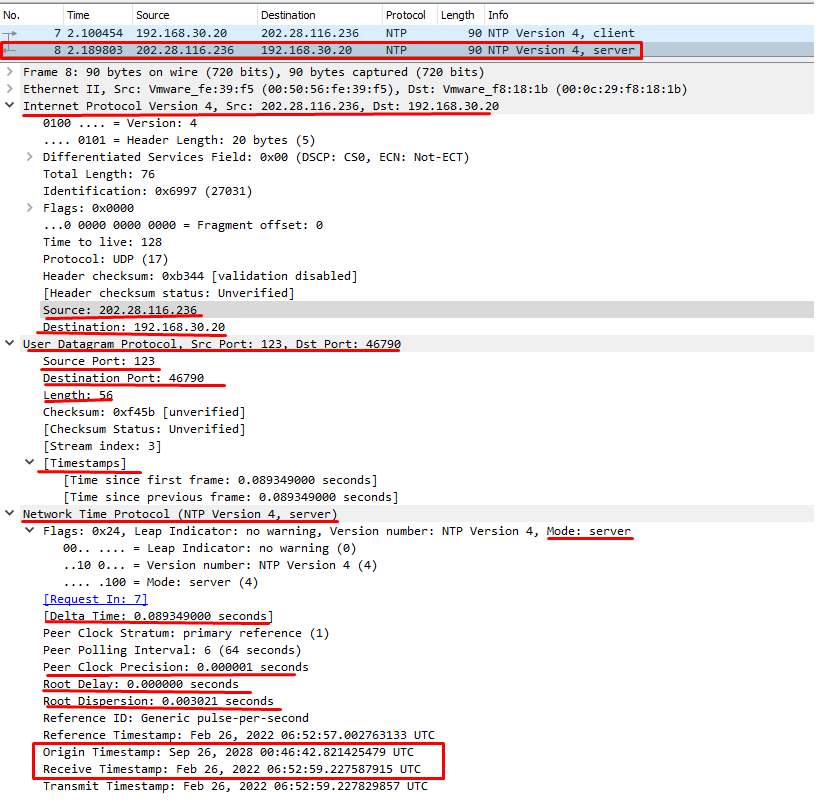 No. Time Source Destination Protocol Length Info
7 2.100454 192.168.30.20 202.28.116.236 NTP 90 NTP Version 4, client
8 2.189803 202.28.116.236 192.168.30.20 NTP 90 NTP Version 4, server
Frame 8: 90 bytes on wire (720 bits), 90 bytes captured (720 bits)
Ethernet II, Src: Vmware_fe:39:f5 (00:50:56:fe:39:f5), Dst: Vmware_f8:18:1b (00:0c:29:f8:18:1b)
Internet Protocol Version 4, Src: 202.28.116.236, Dst: 192.168.30.20
0100 .... = Version: 4
.... 0101 = Header Length: 20 bytes (5)
Differentiated Services Field: 0x00 (DSCP: CS0, ECN: Not-ECT)
Total Length: 76
Identification: 0x6997 (27031)
Flags: 0x0000
...0 0000 0000 0000 = Fragment offset: 0
Time to live: 128
Protocol: UDP (17)
Header checksum: 0xb344 [validation disabled]
[Header checksum status: Unverified]
Source: 202.28.116.236
Destination: 192.168.30.20
User Datagram Protocol, Src Port: 123, Dst Port: 46790
Source Port: 123
Destination Port: 46790
Length: 56
Checksum: 0xf45b [unverified]
[Checksum Status: Unverified]
[Stream index: 3]
[Timestamps]
[Time since first frame: 0.089349000 seconds]
[Time since previous frame: 0.089349000 seconds]
Network Time Protocol (NTP Version 4, server)
Flags: 0x24, Leap Indicator: no warning, Version number: NTP Version 4, Mode: server
00.. .... = Leap Indicator: no warning (0)
..10 0... = Version number: NTP Version 4 (4)
.... .100 = Mode: server (4)
[Request In: 7]
[Delta Time: 0.089349000 seconds]
Peer Clock Stratum: primary reference (1)
Peer Polling Interval: 6 (64 seconds)
Peer Clock Precision: 0.000001 seconds
Root Delay: 0.000000 seconds
Root Dispersion: 0.003021 seconds
Reference ID: Generic pulse-per-second
Reference Timestamp: Feb 26, 2022 06:52:57.002763133 UTC
Origin Timestamp: Sep 26, 2028 00:46:42.821425479 UTC
Receive Timestamp: Feb 26, 2022 06:52:59.227587915 UTC
Transmit Timestamp: Feb 26, 2022 06:52:59.227829857 UTC